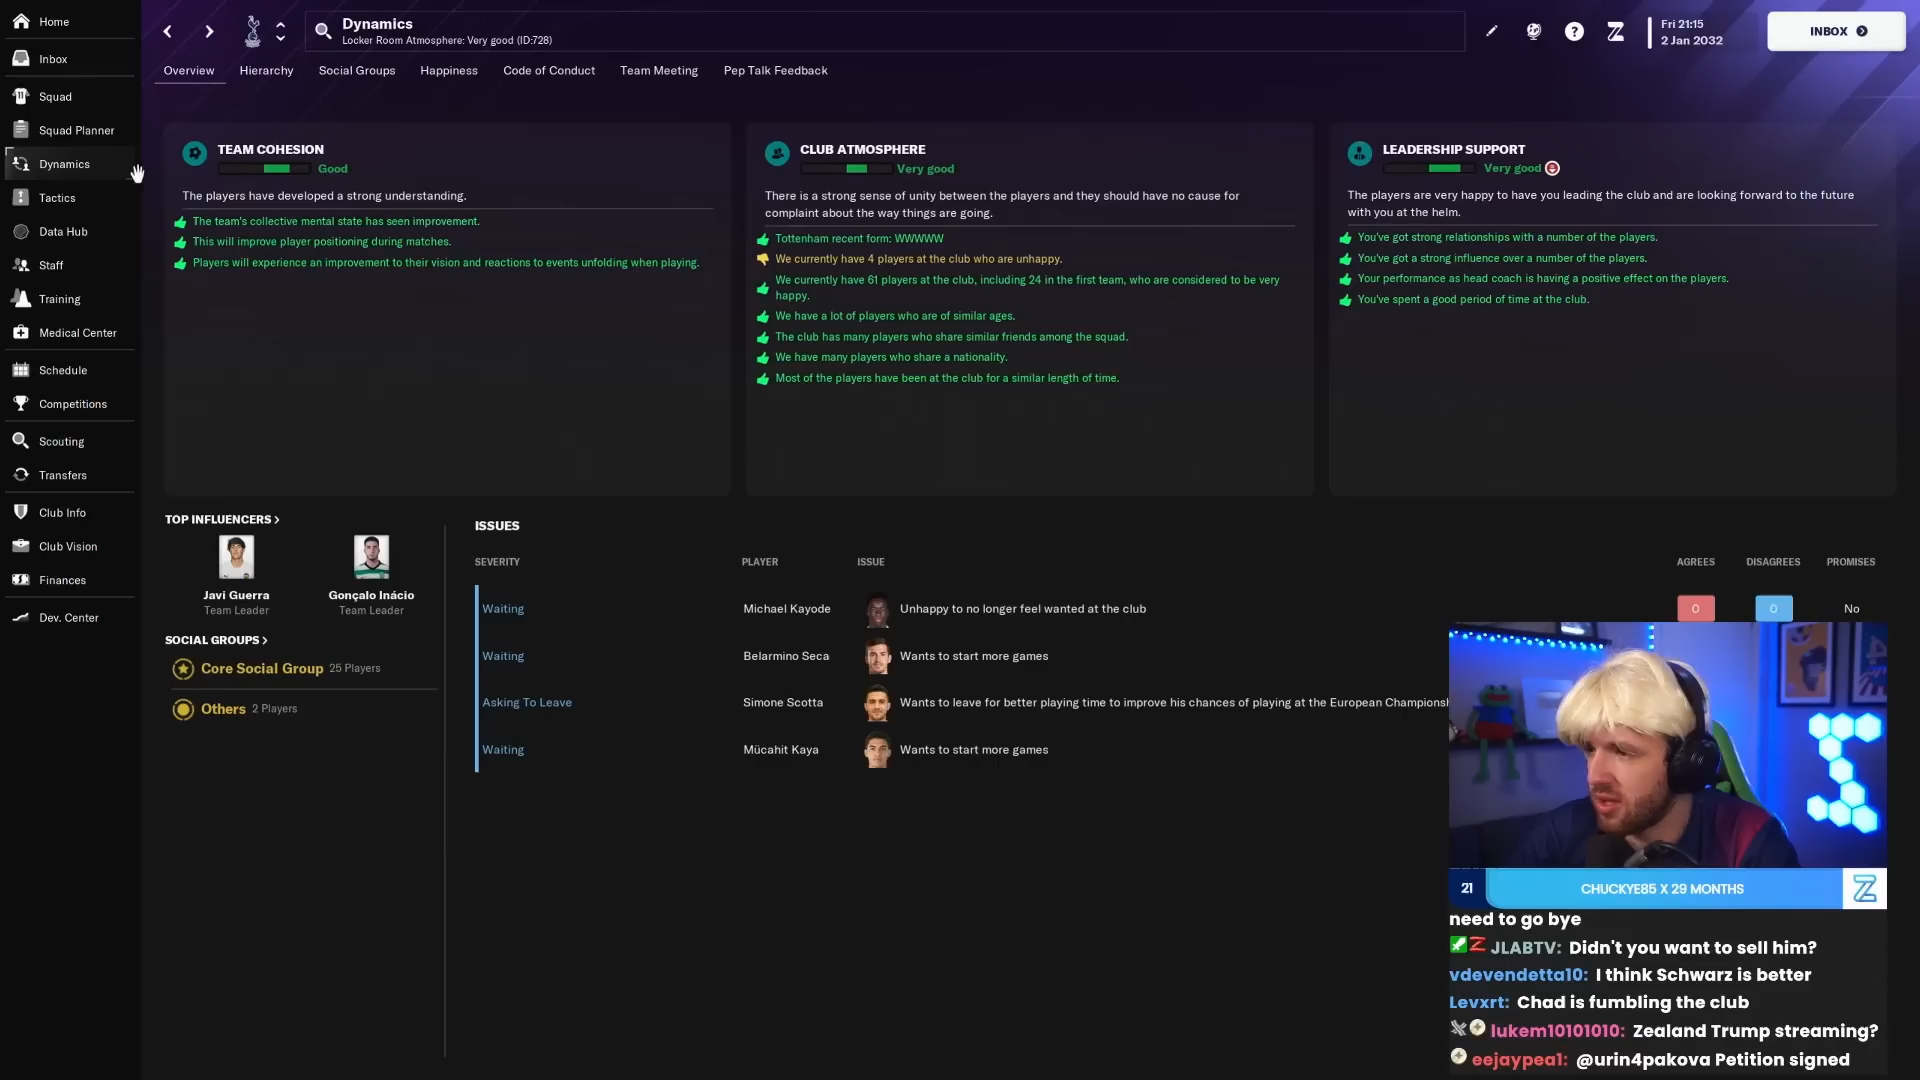 Home
Inbox
Squad
Squad Planner
Dynamics
Tactics
Data Hub
Staff
Training
Medical Center
Schedule
Competitions
Scouting
Transfers
Club Info
Club Vision
Finances
Dev. Center
Dynamics
Locker Room Atmosphere: Very good (ID:728)
Fri 21:15
2 Jan 2032
INBOX
Overview
Hierarchy
Social Groups
Happiness
Code of Conduct
Team Meeting
Pep Talk Feedback
TEAM COHESION
Good
The players have developed a strong understanding.
The team's collective mental state has seen improvement.
This will improve player positioning during matches.
Players will experience an improvement to their vision and reactions to events unfolding when playing.
CLUB ATMOSPHERE
Very good
There is a strong sense of unity between the players and they should have no cause for
complaint about the way things are going.
Tottenham recent form: WWWWW
We currently have 4 players at the club who are unhappy.
We currently have 61 players at the club, including 24 in the first team, who are considered to be very
happy.
We have a lot of players who are of similar ages.
The club has many players who share similar friends among the squad.
We have many players who share a nationality.
Most of the players have been at the club for a similar length of time.
LEADERSHIP SUPPORT
Very good
The players are very happy to have you leading the club and are looking forward to the future
with you at the helm.
You've got strong relationships with a number of the players.
You've got a strong influence over a number of the players.
Your performance as head coach is having a positive effect on the players.
You've spent a good period of time at the club.
TOP INFLUENCERS >
Javi Guerra
Team Leader
Gonçalo Inácio
Team Leader
SOCIAL GROUPS >
Core Social Group 25 Players
Others 2 Players
ISSUES
SEVERITY PLAYER ISSUE AGREES DISAGREES PROMISES
Waiting Michael Kayode Unhappy to no longer feel wanted at the club 0 0 No
Waiting Belarmino Seca Wants to start more games
Asking To Leave Simone Scotta Wants to leave for better playing time to improve his chances of playing at the European Champions
Waiting Mücahit Kaya Wants to start more games
21 CHUCKYE85 X 29 MONTHS
need to go bye
JLABTV: Didn't you want to sell him?
vdevendetta10: I think Schwarz is better
Levxrt: Chad is fumbling the club
lukem10101010: Zealand Trump streaming?
eejaypea1: @urin4pakova Petition signed